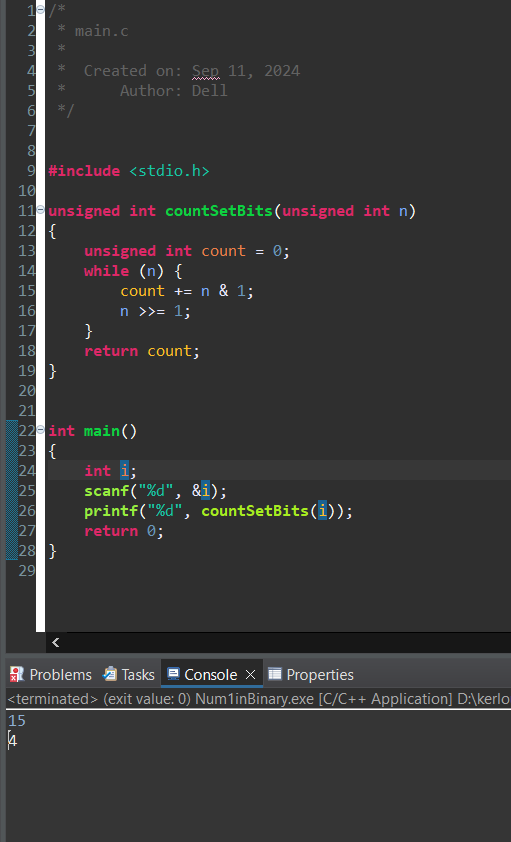 1 /*
2  * main.c
3  *
4  *  Created on: Sep 11, 2024
5  *      Author: Dell
6  */
7
8
9 #include <stdio.h>
10
11 unsigned int countSetBits(unsigned int n)
12 {
13     unsigned int count = 0;
14     while (n) {
15         count += n & 1;
16         n >>= 1;
17     }
18     return count;
19 }
20
21
22 int main()
23 {
24     int i;
25     scanf("%d", &i);
26     printf("%d", countSetBits(i));
27     return 0;
28 }
29
Problems Tasks Console Properties
<terminated> (exit value: 0) Num1inBinary.exe [C/C++ Application] D:\kerlo
15
4